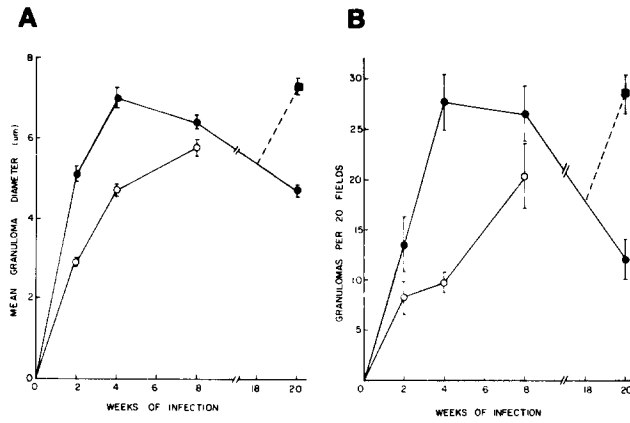 A
MEAN GRANULOMA DIAMETER (um)
8
6
4
2
0
0 2 4 6 8 18 20
WEEKS OF INFECTION
B
GRANULOMAS PER 20 FIELDS
30
25
20
15
10
5
0 2 4 6 8 18 20
WEEKS OF INFECTION